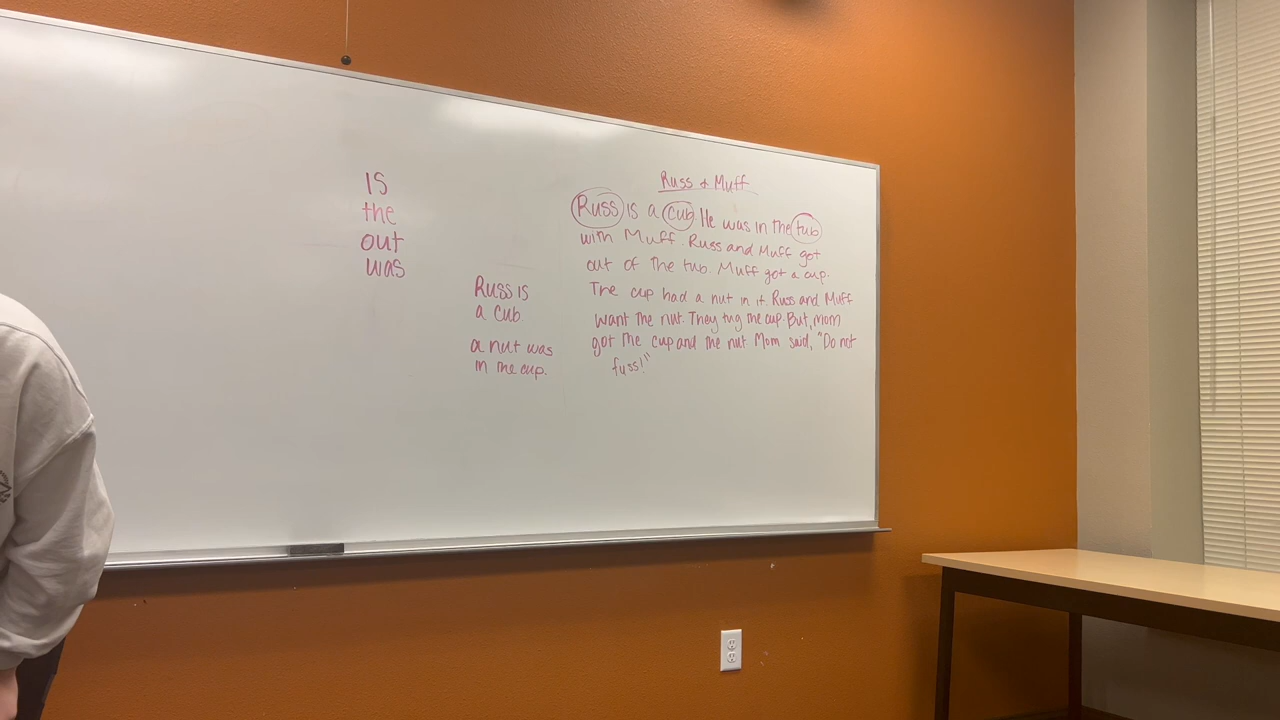 is
the
out
was
Russ is
a cub.
a nut was
in the cup.
Russ & Muff
Russ is a cub. He was in the tub
with Muff. Russ and Muff got
out of the tub. Muff got a cup.
The cup had a nut in it. Russ and Muff
want the nut. They tug the cup. But, mom
got the cup and the nut. Mom said, "Do not
fuss!"